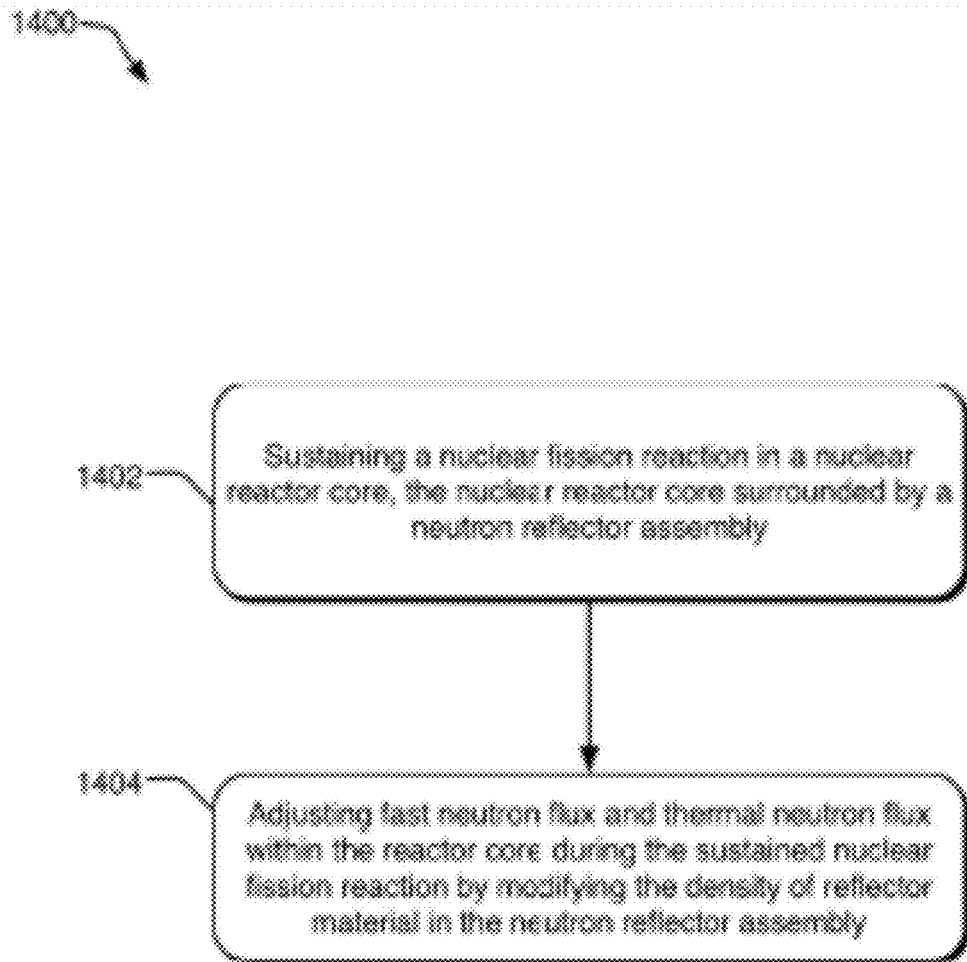 1400
1402
Sustaining a nuclear fission reaction in a nuclear
reactor core, the nuclear reactor core surrounded by a
neutron reflector assembly
1404
Adjusting fast neutron flux and thermal neutron flux
within the reactor core during the sustained nuclear
fission reaction by modifying the density of reflector
material in the neutron reflector assembly